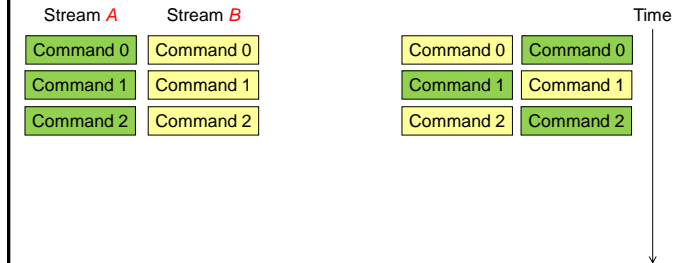 Stream A Stream B Time
Command 0 Command 0 Command 0 Command 0
Command 1 Command 1 Command 1 Command 1
Command 2 Command 2 Command 2 Command 2